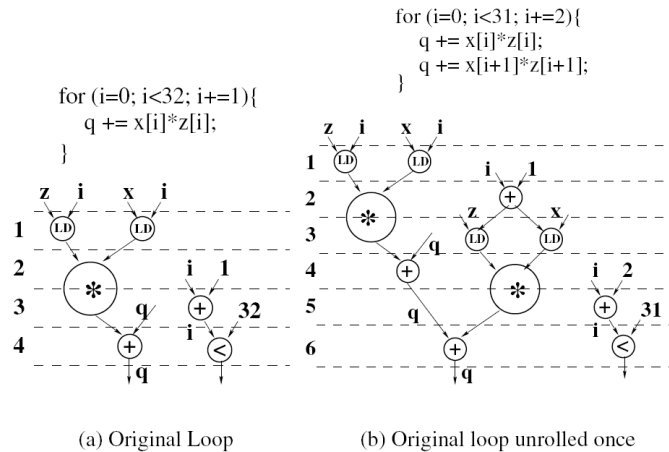 for (i=0; i<31; i+=2){
q += x[i]*z[i];
q += x[i+1]*z[i+1];
}
for (i=0; i<32; i+=1){
q += x[i]*z[i];
}
z i x i
1 LD LD
2 * i 1
+
3 z x
LD LD
4 + q
*
5 q i 2
+
i 31
6 + <
q
z i x i
1 LD LD
2 * i 1
3 q + 32
i
4 + <
q
(a) Original Loop
(b) Original loop unrolled once